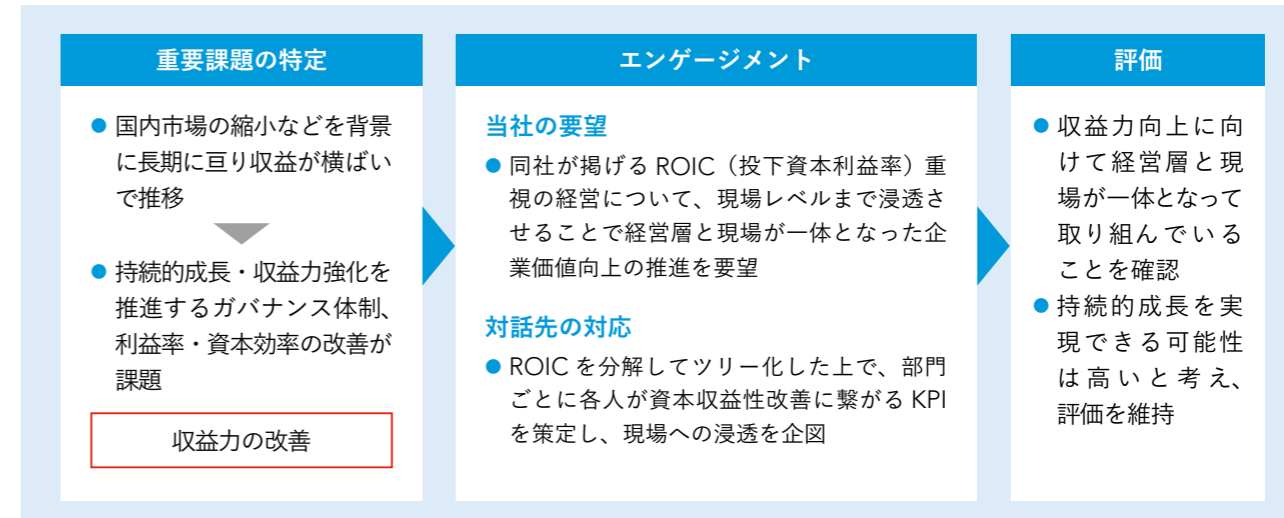 重要課題の特定
● 国内市場の縮小などを背景
に長期に亘り収益が横ばい
で推移
● 持続的成長・収益力強化を
推進するガバナンス体制、
利益率・資本効率の改善が
課題
収益力の改善
エンゲージメント
当社の要望
● 同社が掲げる ROIC（投下資本利益率）重
視の経営について、現場レベルまで浸透さ
せることで経営層と現場が一体となった企
業価値向上の推進を要望
対話先の対応
● ROIC を分解してツリー化した上で、部門
ごとに各人が資本収益性改善に繋がる KPI
を策定し、現場への浸透を企図
評価
● 収益力向上に向
けて経営層と現
場が一体となって
取り組んでいる
ことを確認
● 持続的成長を実
現できる可能性
は高いと考え、
評価を維持